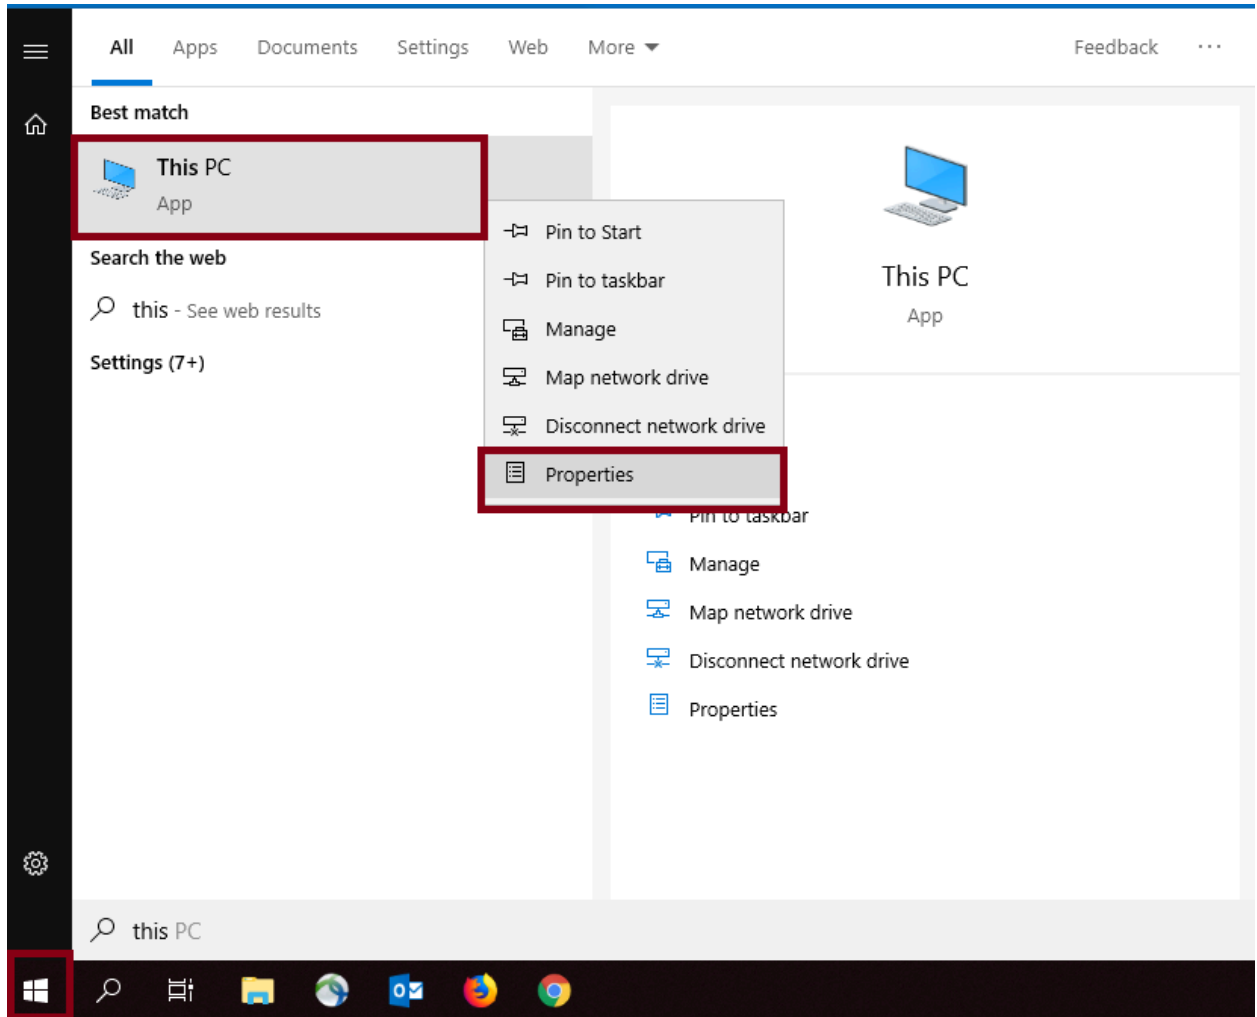 All Apps Documents Settings Web More Feedback ...
Best match
This PC
App
Search the web
this - See web results
Settings (7+)
Pin to Start
Pin to taskbar
Manage
Map network drive
Disconnect network drive
Properties
This PC
App
Pin to taskbar
Manage
Map network drive
Disconnect network drive
Properties
this PC